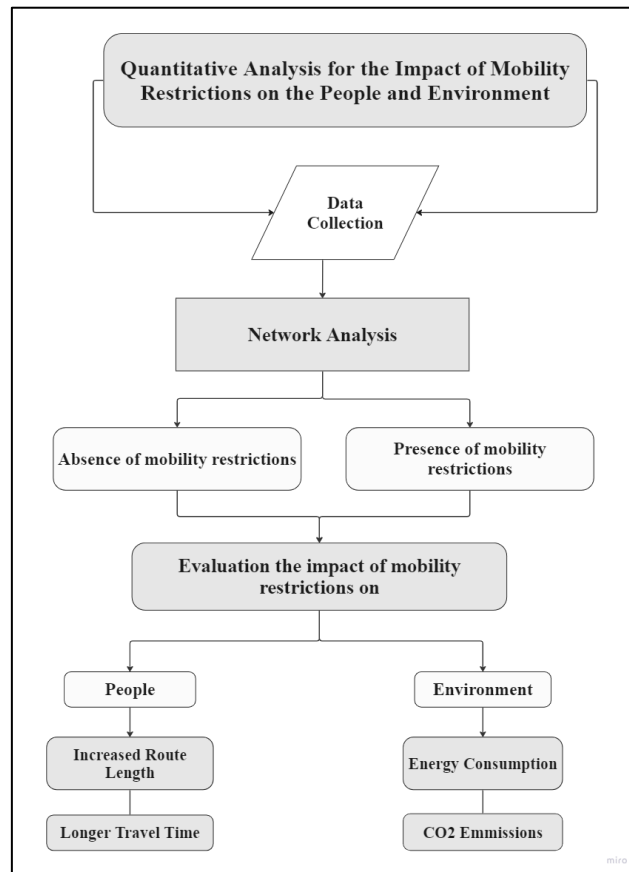 Quantitative Analysis for the Impact of Mobility
Restrictions on the People and Environment
Data
Collection
Network Analysis
Absence of mobility restrictions
Presence of mobility
restrictions
Evaluation the impact of mobility
restrictions on
People
Environment
Increased Route
Length
Energy Consumption
Longer Travel Time
CO2 Emmissions
miro